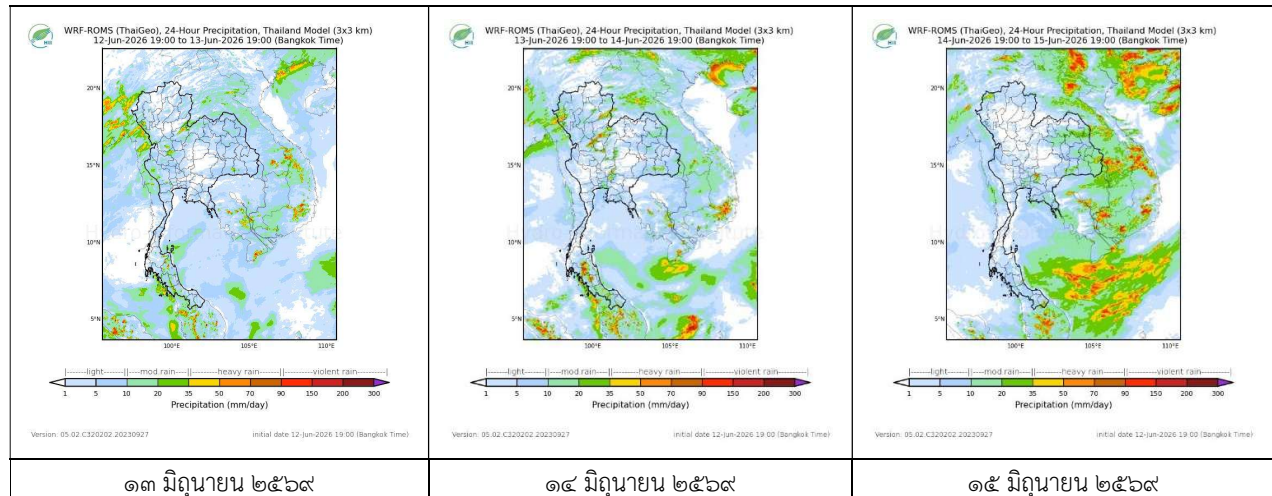 WRF-ROMS (ThaiGeo), 24-Hour Precipitation, Thailand Model (3x3 km)
12-Jun-2026 19:00 to 13-Jun-2026 19:00 (Bangkok Time)
20°N
15°N
10°N
5°N
100°E
105°E
110°E
|------light------||----mod rain-----||---------heavy rain--------||---------violent rain--------|
1 5 10 20 35 50 70 90 150 200 300
Precipitation (mm/day)
Version: 05.02.C320202.20230927
initial date 12-Jun-2026 19:00 (Bangkok Time)
๑๓ มิถุนายน ๒๕๖๙
WRF-ROMS (ThaiGeo), 24-Hour Precipitation, Thailand Model (3x3 km)
13-Jun-2026 19:00 to 14-Jun-2026 19:00 (Bangkok Time)
20°N
15°N
10°N
5°N
100°E
105°E
110°E
|------light------||----mod rain-----||---------heavy rain--------||---------violent rain--------|
1 5 10 20 35 50 70 90 150 200 300
Precipitation (mm/day)
Version: 05.02.C320202.20230927
initial date 12-Jun-2026 19:00 (Bangkok Time)
๑๔ มิถุนายน ๒๕๖๙
WRF-ROMS (ThaiGeo), 24-Hour Precipitation, Thailand Model (3x3 km)
14-Jun-2026 19:00 to 15-Jun-2026 19:00 (Bangkok Time)
20°N
15°N
10°N
5°N
100°E
105°E
110°E
|------light------||----mod rain-----||---------heavy rain--------||---------violent rain--------|
1 5 10 20 35 50 70 90 150 200 300
Precipitation (mm/day)
Version: 05.02.C320202.20230927
initial date 12-Jun-2026 19:00 (Bangkok Time)
๑๕ มิถุนายน ๒๕๖๙